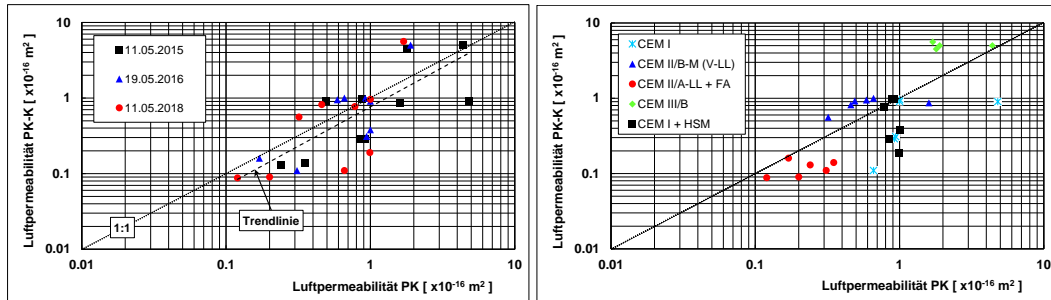 Luftpermeabilität PK-K [ x10-16 m2 ]
10
1
0.1
0.01
11.05.2015
19.05.2016
11.05.2018
1:1
Trendlinie
0.01
0.1
1
10
Luftpermeabilität PK [ x10-16 m2 ]
Luftpermeabilität PK-K [ x10-16 m2 ]
10
1
0.1
0.01
CEM I
CEM II/B-M (V-LL)
CEM II/A-LL + FA
CEM III/B
CEM I + HSM
0.01
0.1
1
10
Luftpermeabilität PK [ x10-16 m2 ]